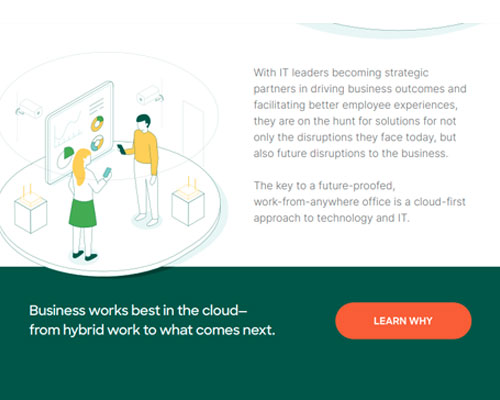 With IT leaders becoming strategic
partners in driving business outcomes and
facilitating better employee experiences,
they are on the hunt for solutions for not
only the disruptions they face today, but
also future disruptions to the business.
The key to a future-proofed,
work-from-anywhere office is a cloud-first
approach to technology and IT.
Business works best in the cloud—
from hybrid work to what comes next.
LEARN WHY